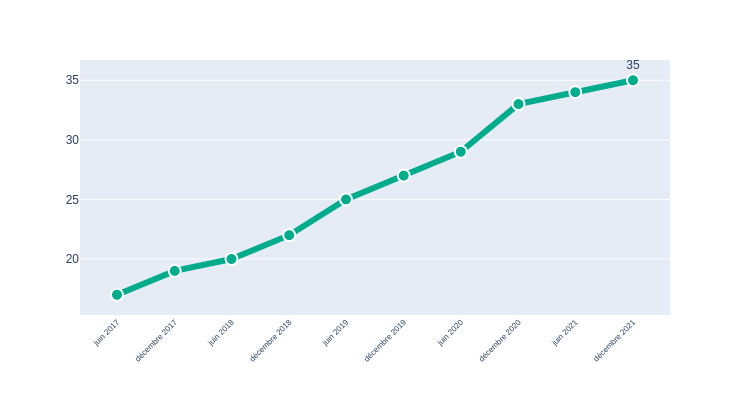 35
35
30
25
20
juin 2017
décembre 2017
juin 2018
décembre 2018
juin 2019
décembre 2019
juin 2020
décembre 2020
juin 2021
décembre 2021